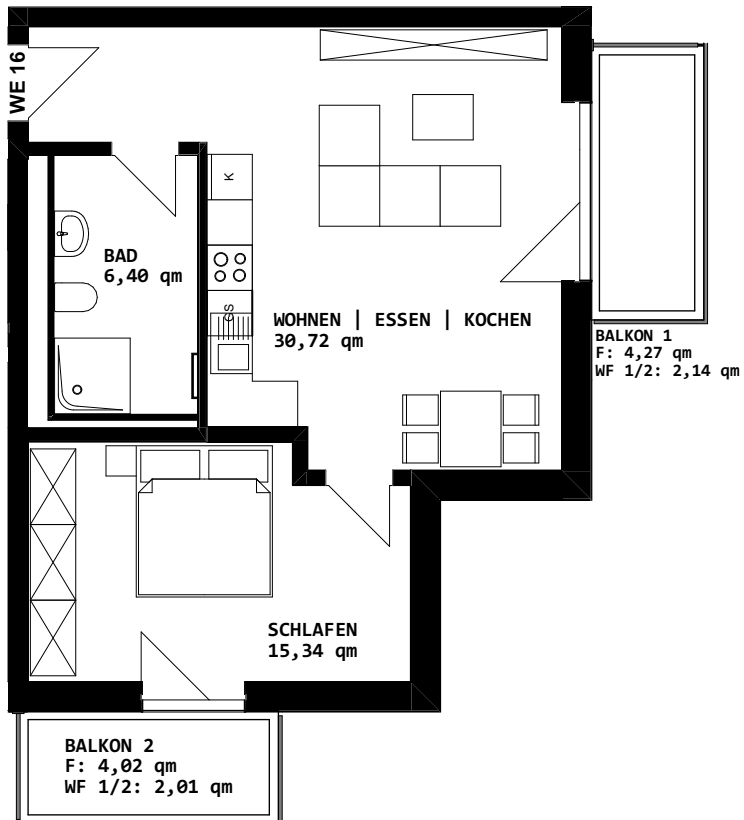 WE 16
K
BAD
6,40 qm
GS
WOHNEN | ESSEN | KOCHEN
30,72 qm
BALKON 1
F: 4,27 qm
WF 1/2: 2,14 qm
SCHLAFEN
15,34 qm
BALKON 2
F: 4,02 qm
WF 1/2: 2,01 qm